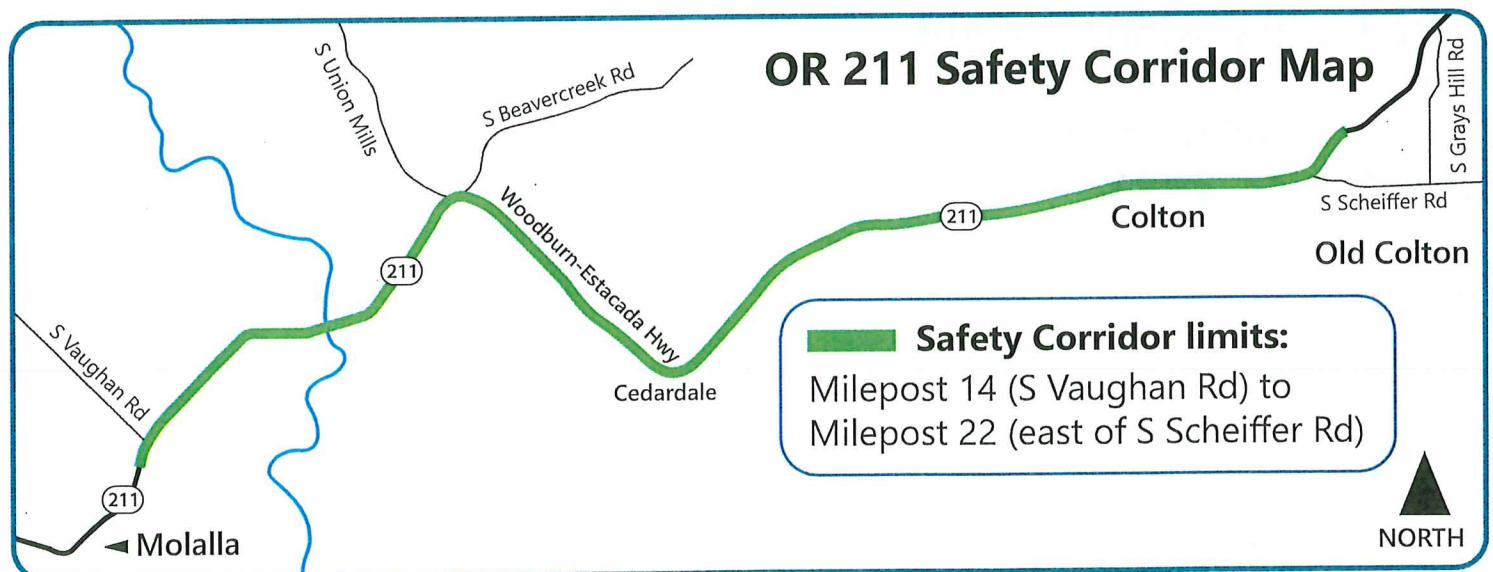 OR 211 Safety Corridor Map
S Union Mills
S Beavercreek Rd
S Grays Hill Rd
Woodburn-Estacada Hwy
211
Colton
S Scheiffer Rd
Old Colton
211
S Vaughan Rd
Cedardale
Safety Corridor limits:
Milepost 14 (S Vaughan Rd) to
Milepost 22 (east of S Scheiffer Rd)
211
Molalla
NORTH